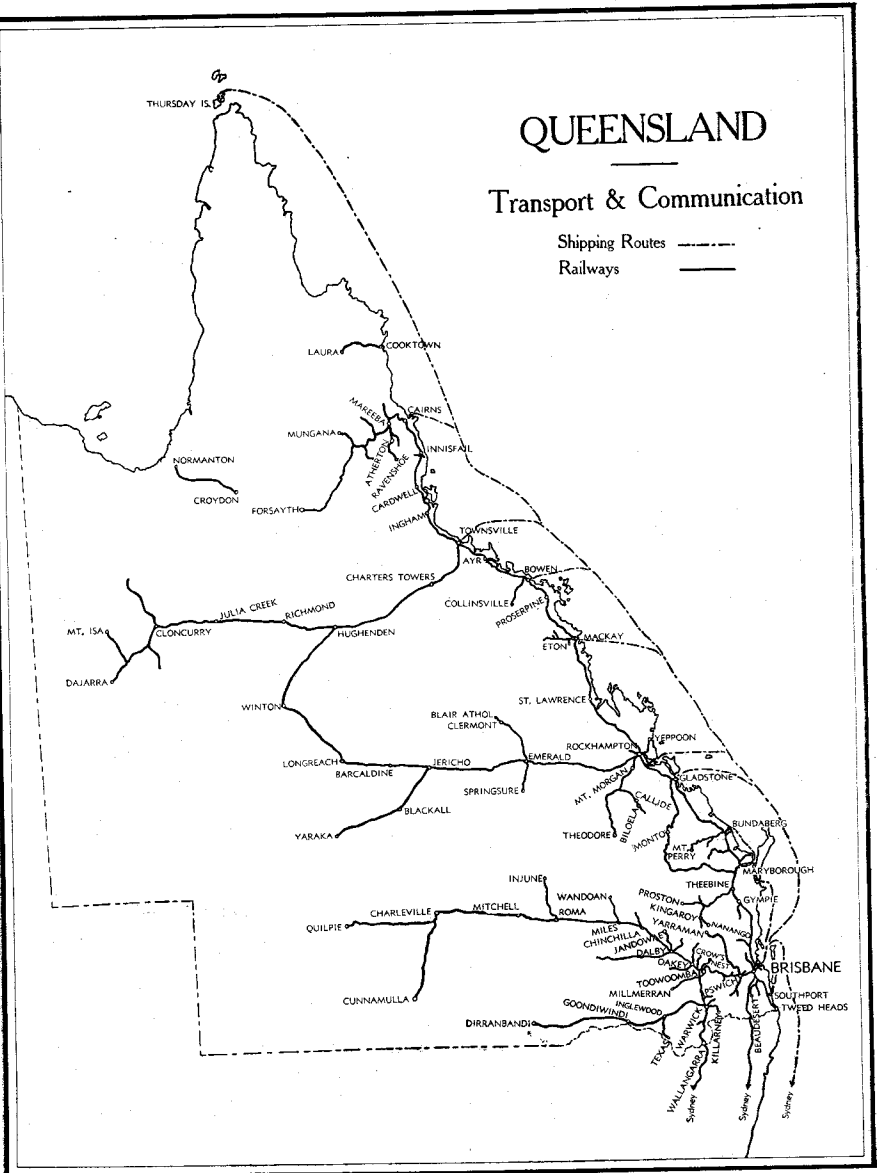 THURSDAY IS.
QUEENSLAND
Transport & Communication
Shipping Routes
Railways
LAURA
COOKTOWN
CAIRNS
MAREEBA
MUNGANA
INNISFAIL
ATHERTON
RAVENSHOE
NORMANTON
CROYDON
CARDWELL
FORSAYTH
INGHAM
TOWNSVILLE
AYR
BOWEN
CHARTERS TOWERS
COLLINSVILLE
PROSERPINE
JULIA CREEK
RICHMOND
MT. ISA
CLONCURRY
HUGHENDEN
MACKAY
ETON
DAJARRA
WINTON
ST. LAWRENCE
BLAIR ATHOL
CLERMONT
YEPPOON
ROCKHAMPTON
LONGREACH
BARCALDINE
JERICHO
EMERALD
GLADSTONE
MT. MORGAN
SPRINGSURE
CALLIDE
BLACKALL
BILOELA
BUNDABERG
YARAKA
THEODORE
MONTO
MT. PERRY
MARYBOROUGH
THEEBINE
INJUNE
WANDOAN
PROSTON
GYMPIE
KINGAROY
CHARLEVILLE
MITCHELL
ROMA
NANANGO
QUILPIE
MILES
YARRAMAN
CHINCHILLA
JANDOWAE
DALBY
CROW'S NEST
OAKEY
BRISBANE
TOOWOOMBA
IPSWICH
MILLMERRAN
CUNNAMULLA
SOUTHPORT
TWEED HEADS
INGLEWOOD
GOONDIWINDI
DIRRANBANDI
WARWICK
KILLARNEY
BEAUDESERT
TEXAS
WALLANGARRA
Sydney
Sydney
Sydney